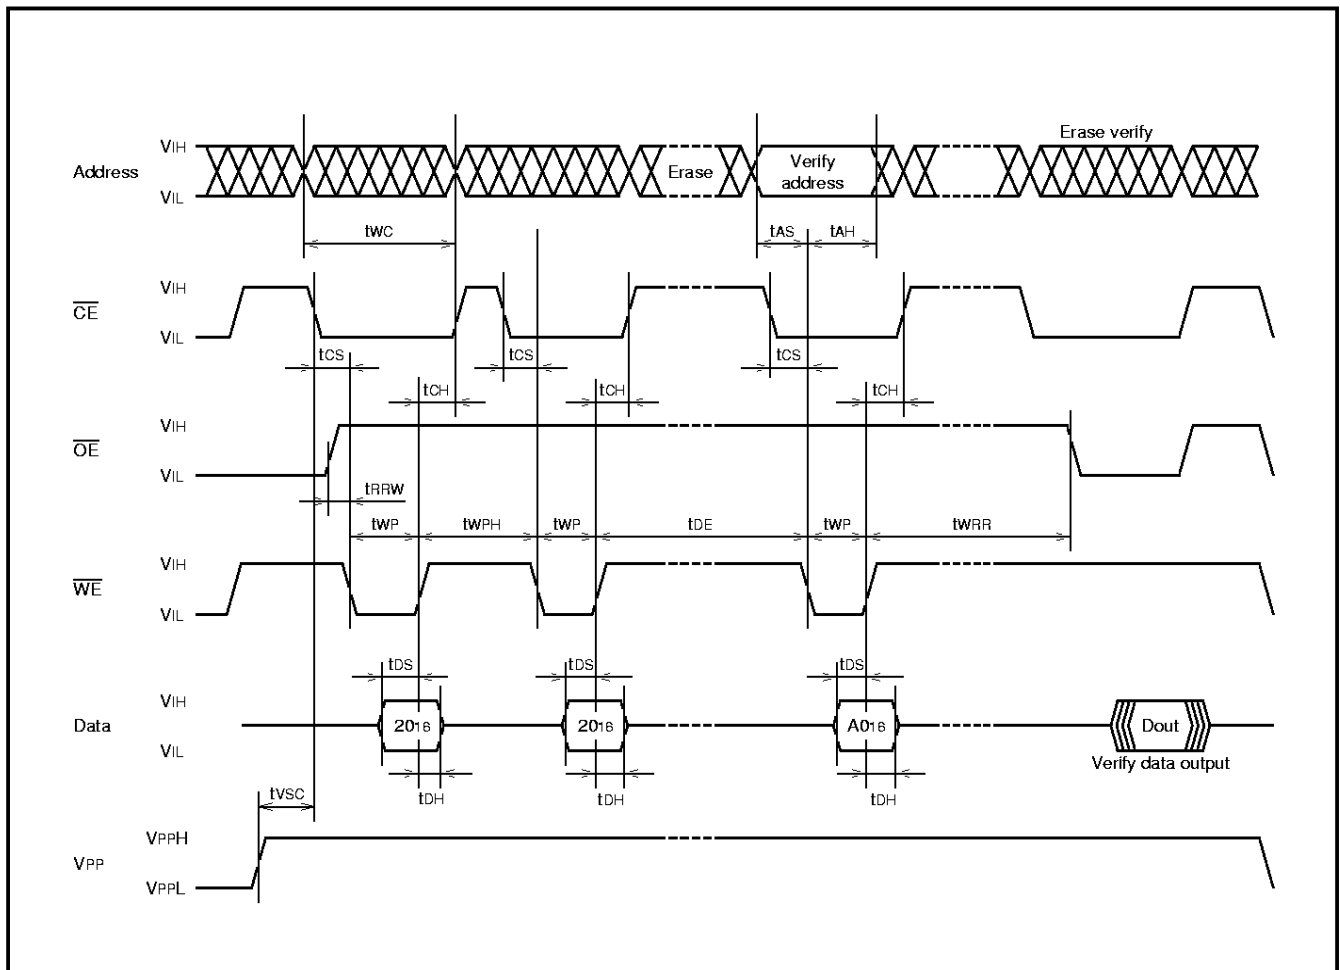 Erase verify
VIH
Address
Erase
Verify
address
VIL
tWC
tAS
tAH
VIH
CE
VIL
tCS
tCS
tCS
tCH
tCH
tCH
VIH
OE
VIL
tRRW
tWP
tWPH
tWP
tDE
tWP
tWRR
VIH
WE
VIL
tDS
tDS
tDS
VIH
Data
2016
2016
A016
Dout
VIL
Verify data output
tVSC
tDH
tDH
tDH
VPPH
VPP
VPPL